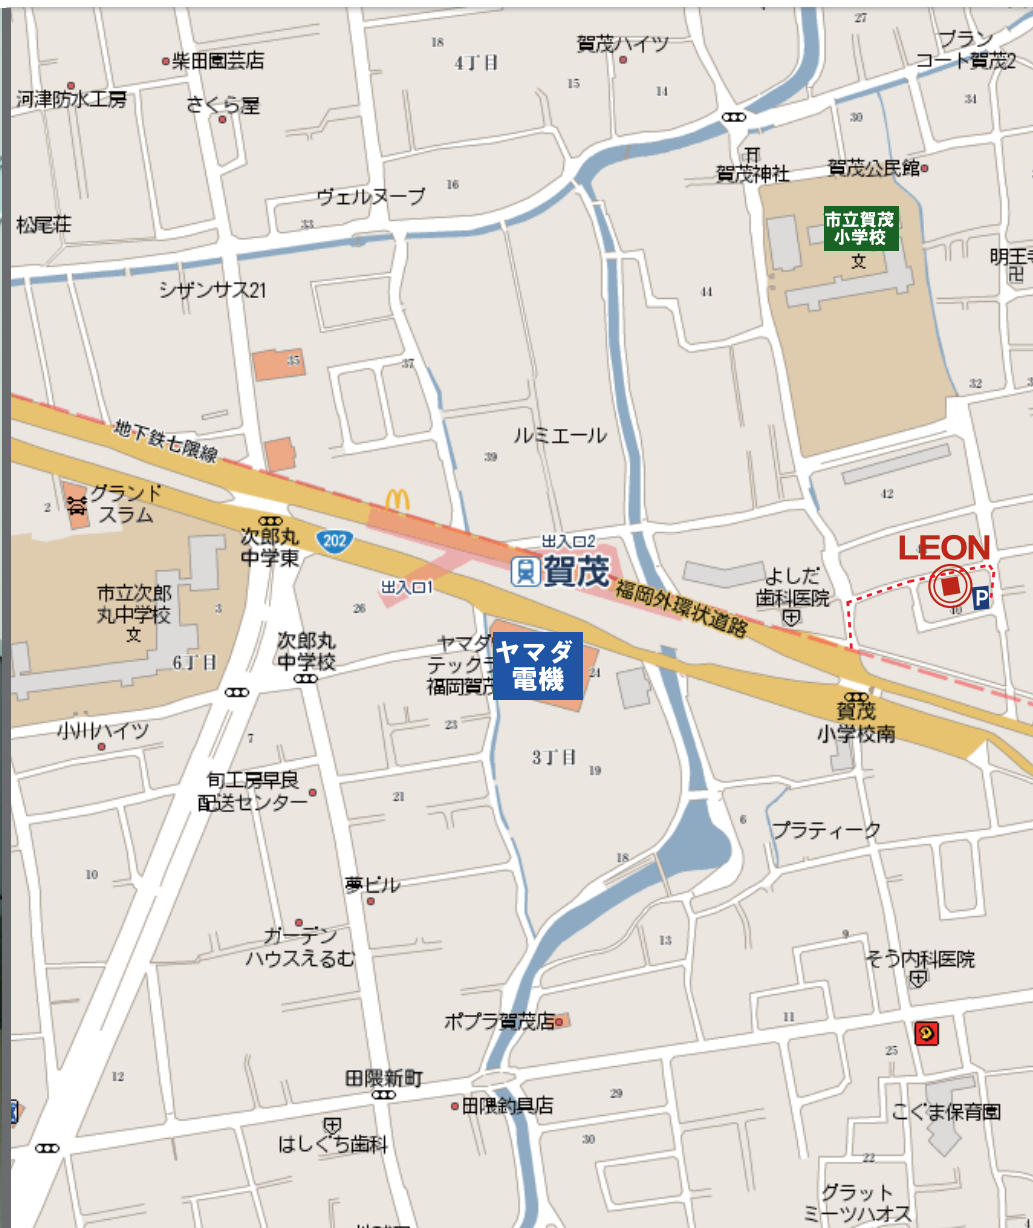 27
18
賀茂ハイツ
ブラン
コート賀茂2
柴田園芸店
4丁目
15
14
34
河津防水工房
さくら屋
30
賀茂神社
賀茂公民館
16
ヴェルヌーブ
松尾荘
33
市立賀茂
小学校
文
シザンサス21
44
明王寺
35
37
32
地下鉄七隈線
ルミエール
39
グランド
スラム
2
42
次郎丸
中学東
202
出入口2
賀茂
LEON
出入口1
福岡外環状道路
よしだ
歯科医院
P
40
市立次郎
丸中学校
文
3
26
6丁目
次郎丸
中学校
ヤマダ
テック
福岡賀茂
ヤマダ
電機
24
賀茂
小学校南
小川ハイツ
7
23
3丁目
19
旬工房早良
配送センター
21
6
プラティーク
18
10
夢ビル
ガーデン
ハウスえるむ
13
9
そう内科医院
ポプラ賀茂店
11
25
12
田隈新町
田隈釣具店
29
こぐま保育園
はしぐち歯科
30
22
グラット
ミーツハオス